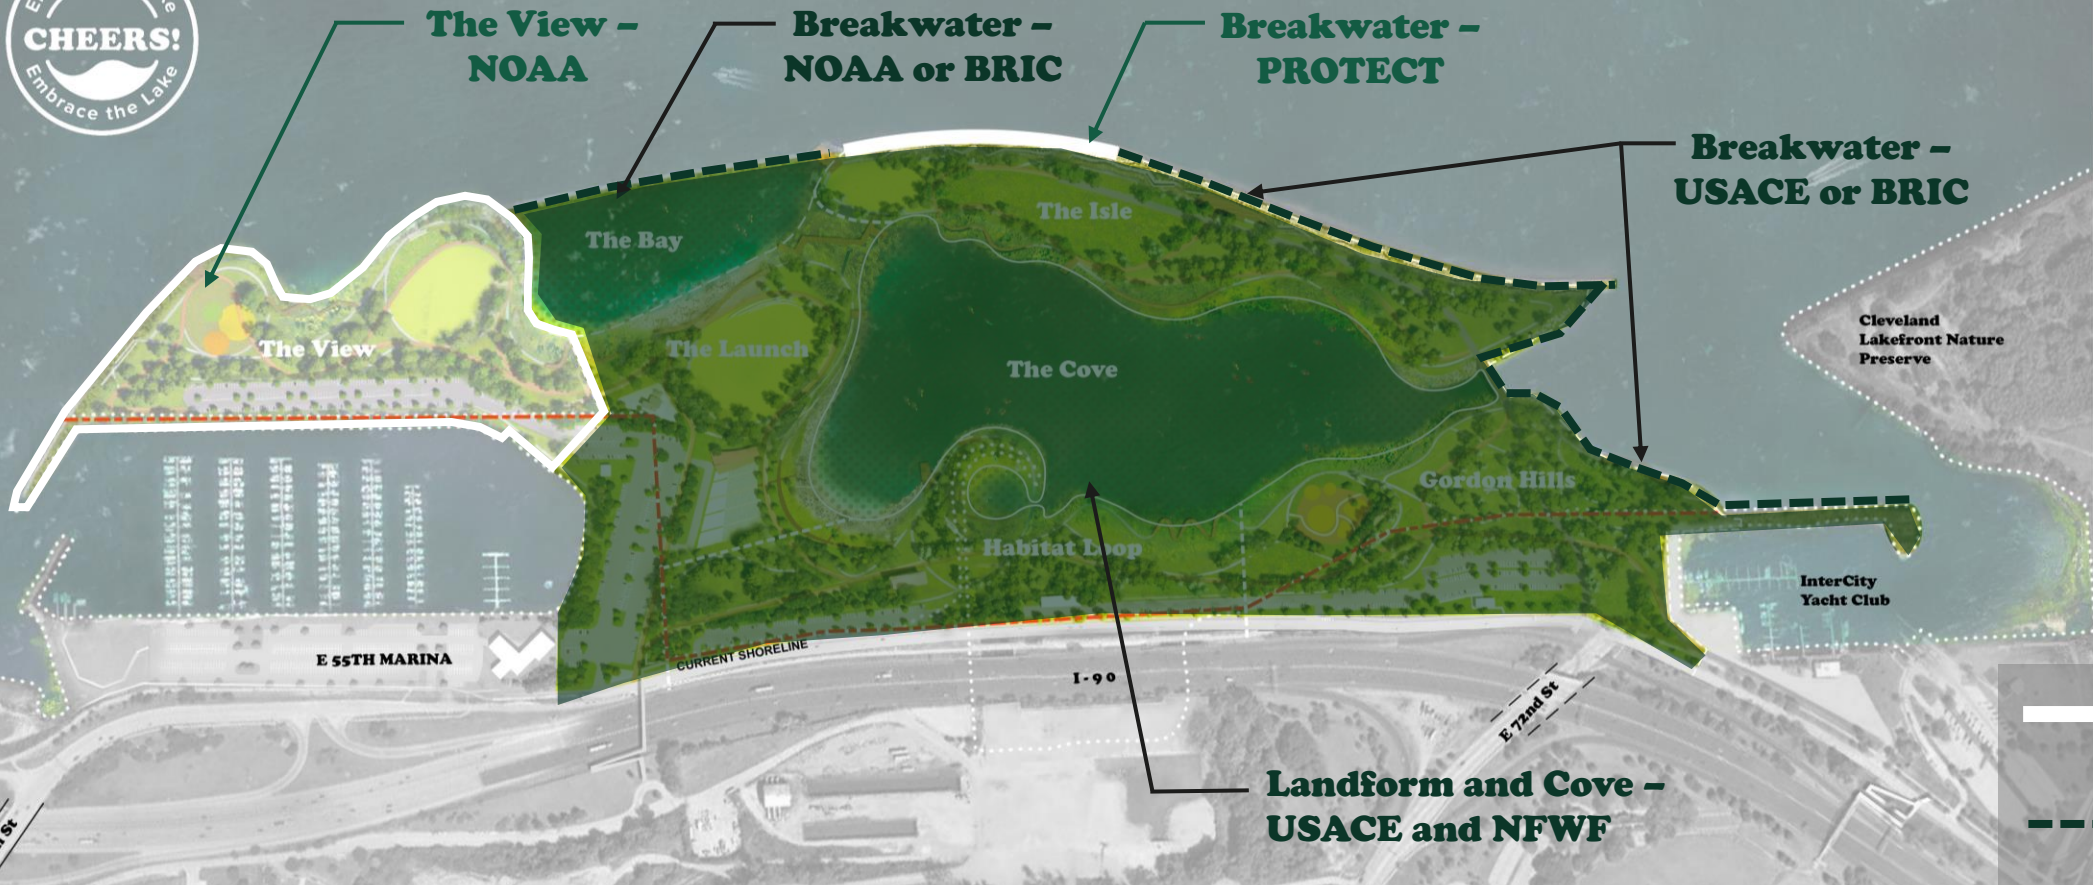 CHEERS!
Embrace the Lake
The View –
NOAA
Breakwater –
NOAA or BRIC
Breakwater –
PROTECT
Breakwater –
USACE or BRIC
The Isle
The Bay
The View
The Launch
The Cove
Cleveland
Lakefront Nature
Preserve
Gordon Hills
Habitat Loop
InterCity
Yacht Club
E 55TH MARINA
CURRENT SHORELINE
I-90
E 72nd St
Landform and Cove –
USACE and NFWF
St